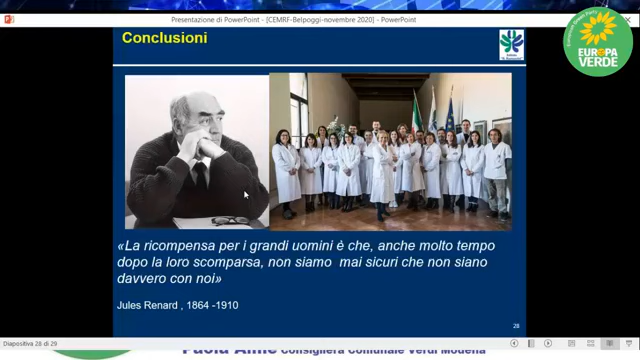 Presentazione di PowerPoint - [CEMRF-Belpoggi-novembre 2020] - PowerPoint
Conclusioni
EUROPA
VERDE
«La ricompensa per i grandi uomini è che, anche molto tempo
dopo la loro scomparsa, non siamo mai sicuri che non siano
davvero con noi»
Jules Renard , 1864 -1910
28
Diapositiva 28 di 29
Consigliera Comunale Verdi Modena